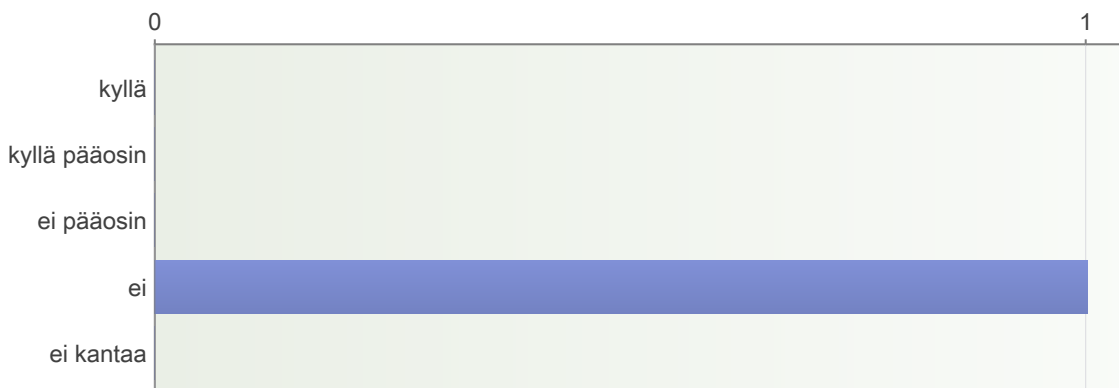 0 1
kyllä
kyllä pääosin
ei pääosin
ei
ei kantaa